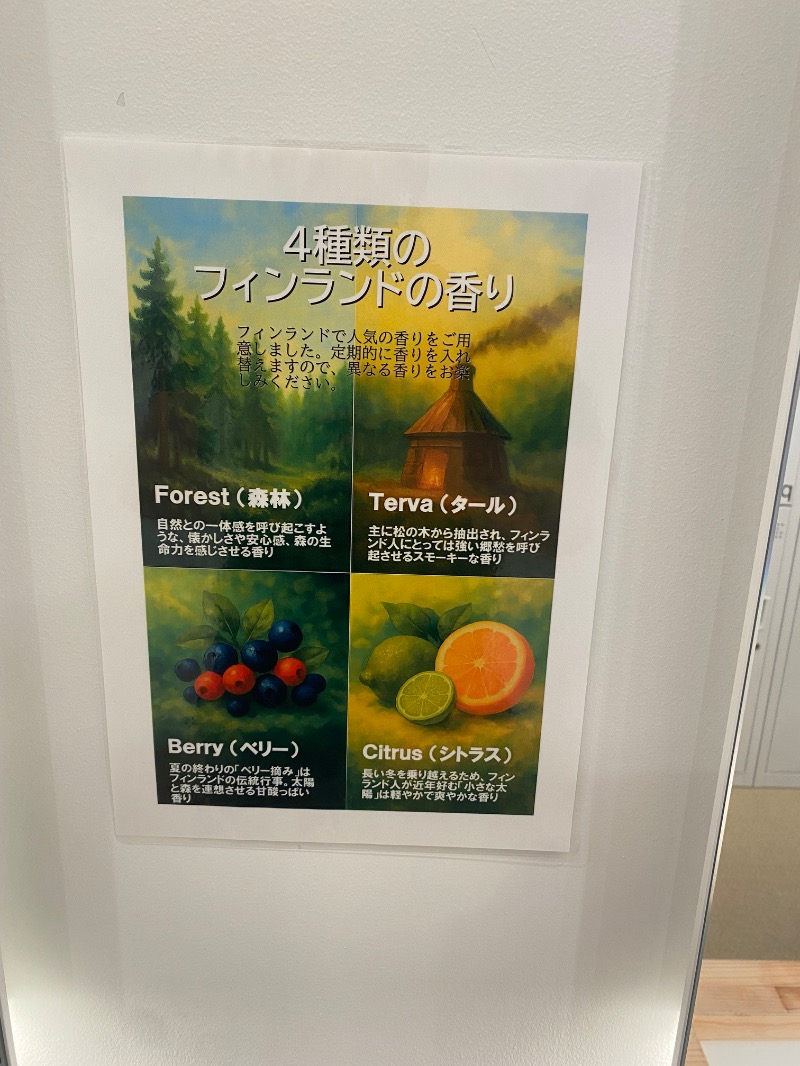 4種類の
フィンランドの香り
フィンランドで人気の香りをご用
意しました。定期的に香りを入れ
替えますので、異なる香りをお楽
しみください。
Forest（森林）
自然との一体感を呼び起こすよ
うな、懐かしさや安心感、森の生
命力を感じさせる香り
Terva（タール）
主に松の木から抽出され、フィンラ
ンド人にとっては強い郷愁を呼び
起させるスモーキーな香り
Berry（ベリー）
夏の終わりの「ベリー摘み」は
フィンランドの伝統行事。太陽
と森を連想させる甘酸っぱい
香り
Citrus（シトラス）
長い冬を乗り越えるため、フィン
ランド人が近年好む「小さな太
陽」は軽やかで爽やかな香り